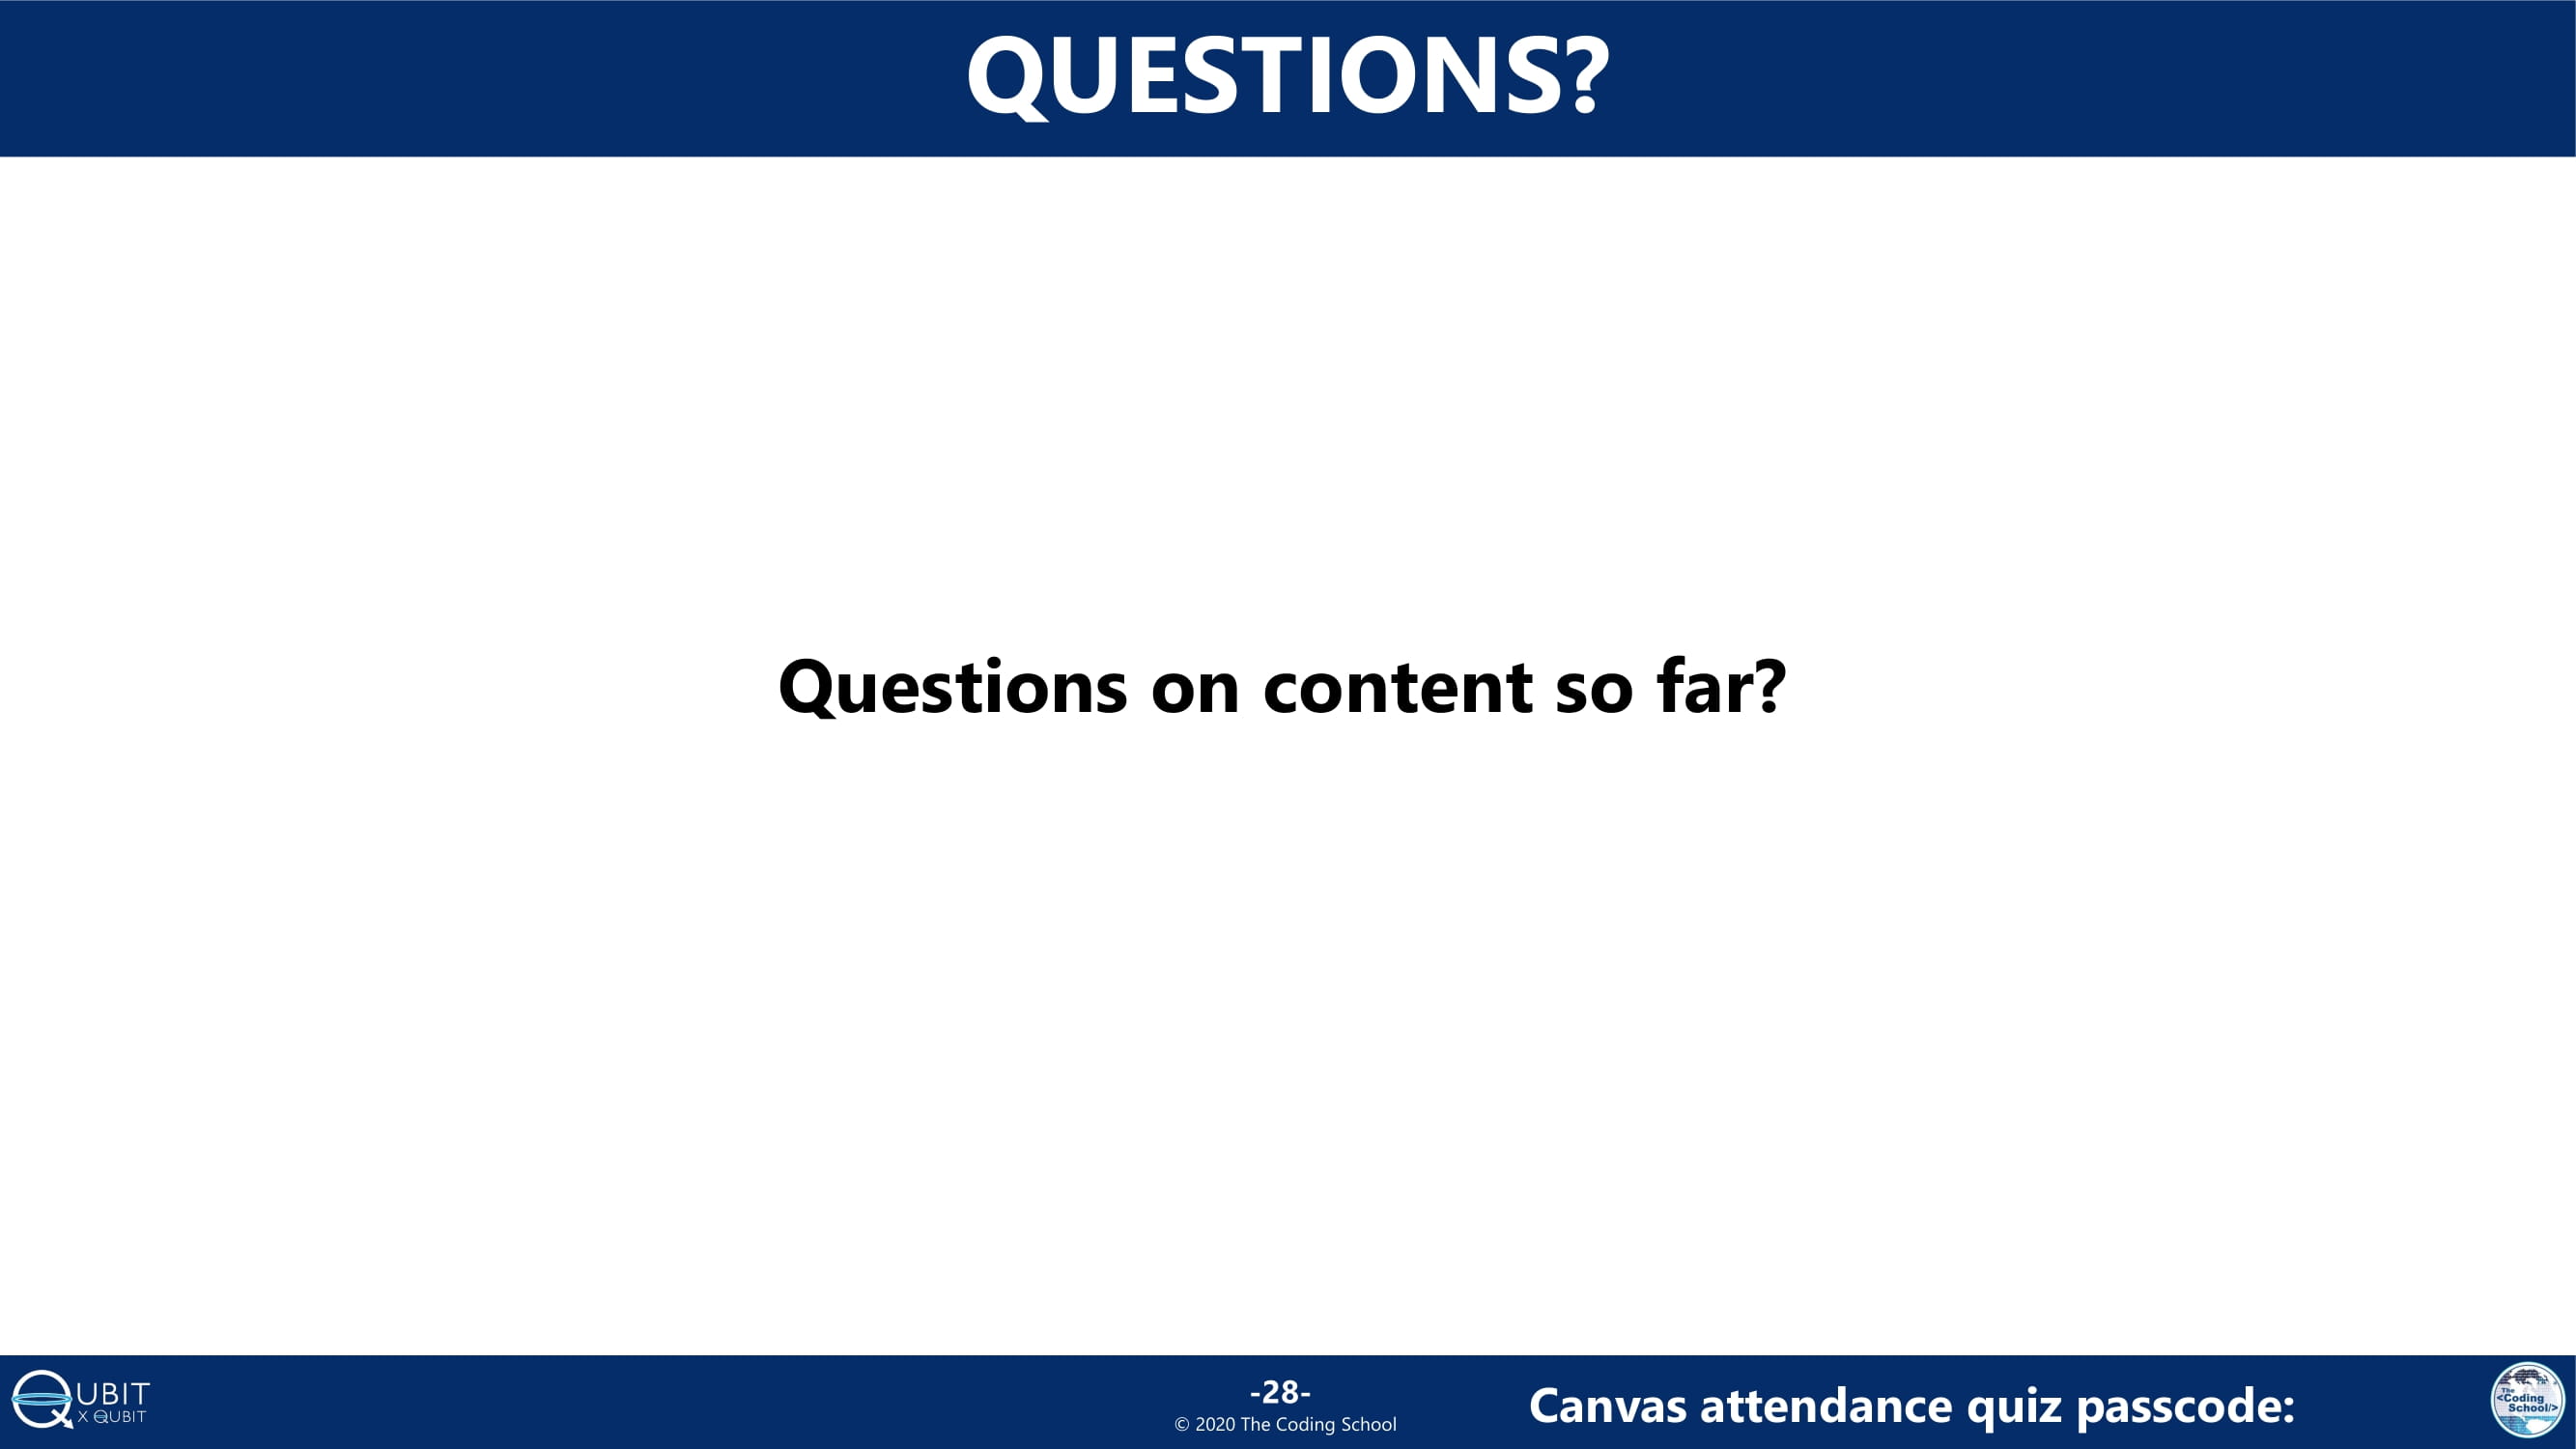 QUESTIONS?
Questions on content so far?
QUBIT
X QUBIT
-28-
© 2020 The Coding School
Canvas attendance quiz passcode:
The
<Coding
School/>